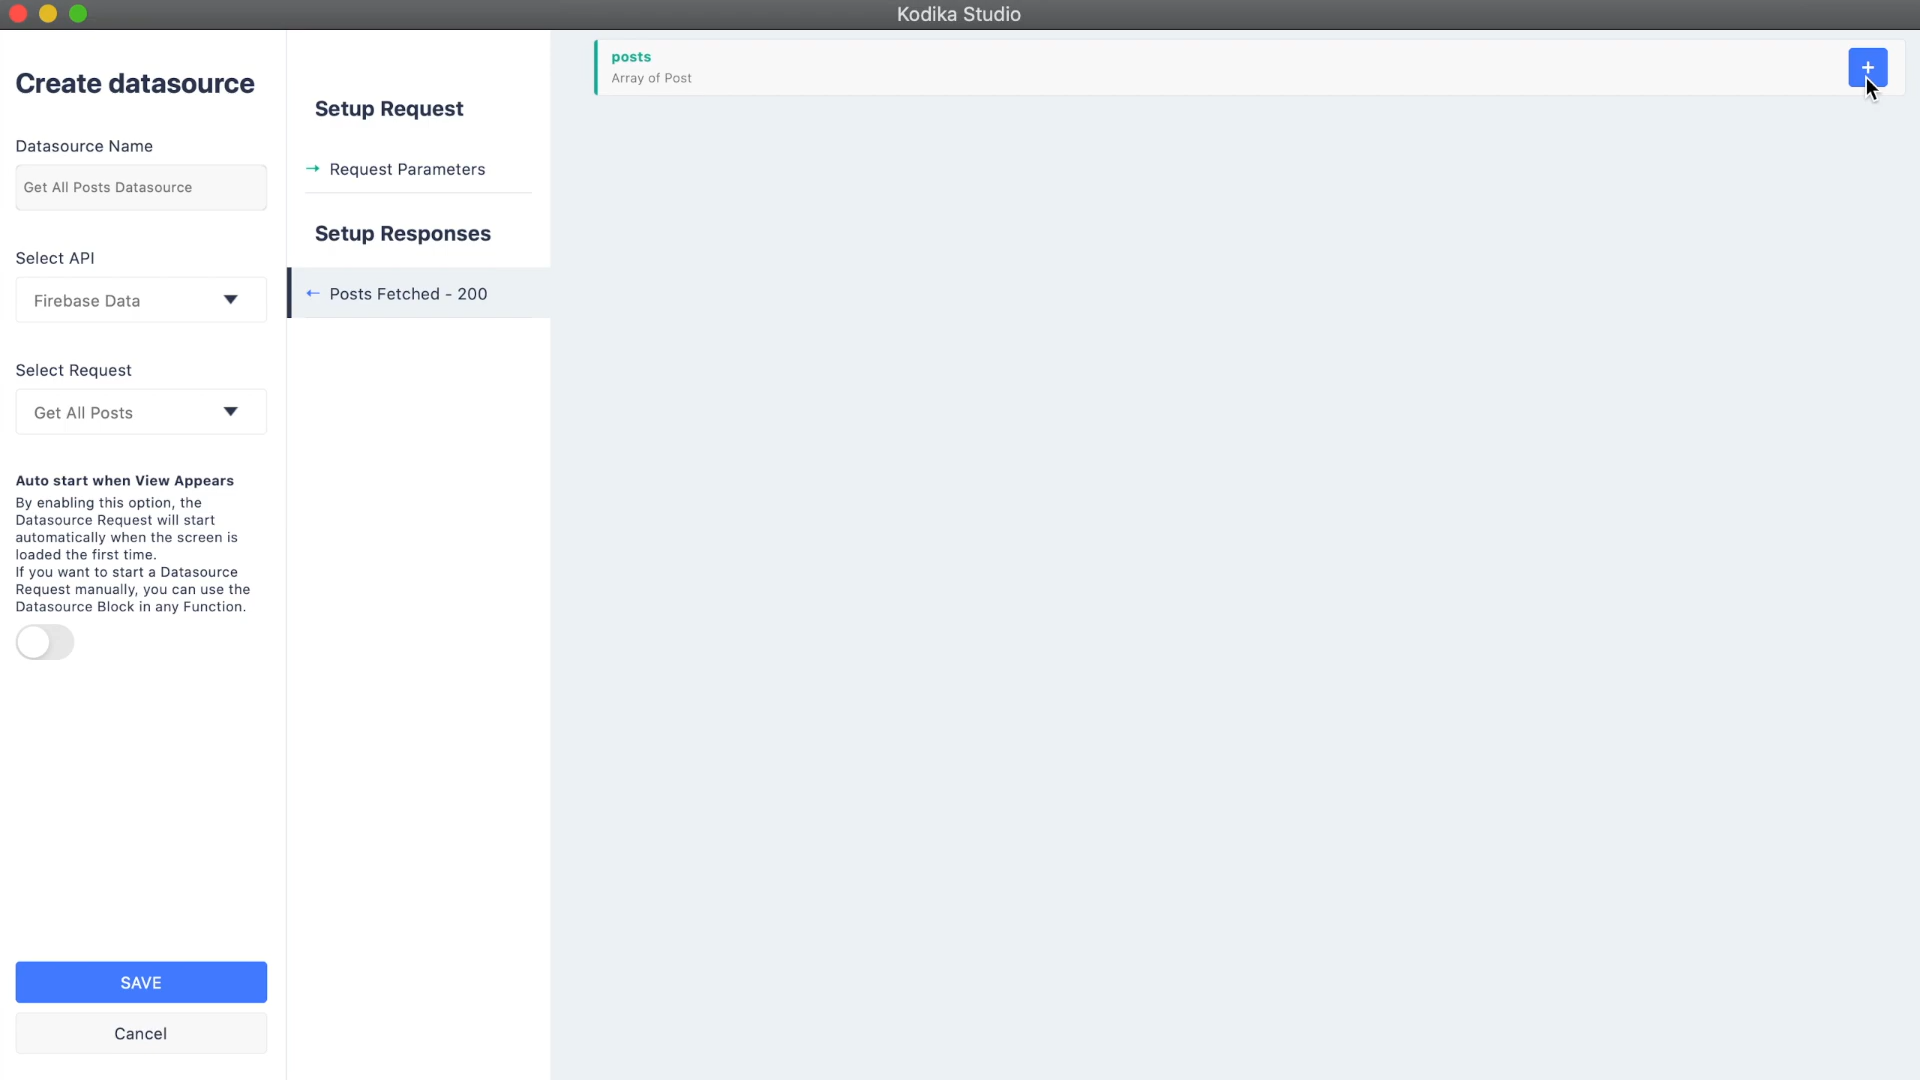 Kodika Studio
Create datasource
Datasource Name
Get All Posts Datasource
Select API
Firebase Data
Select Request
Get All Posts
Auto start when View Appears
By enabling this option, the
Datasource Request will start
automatically when the screen is
loaded the first time.
If you want to start a Datasource
Request manually, you can use the
Datasource Block in any Function.
SAVE
Cancel
Setup Request
→ Request Parameters
Setup Responses
← Posts Fetched - 200
posts
Array of Post
+